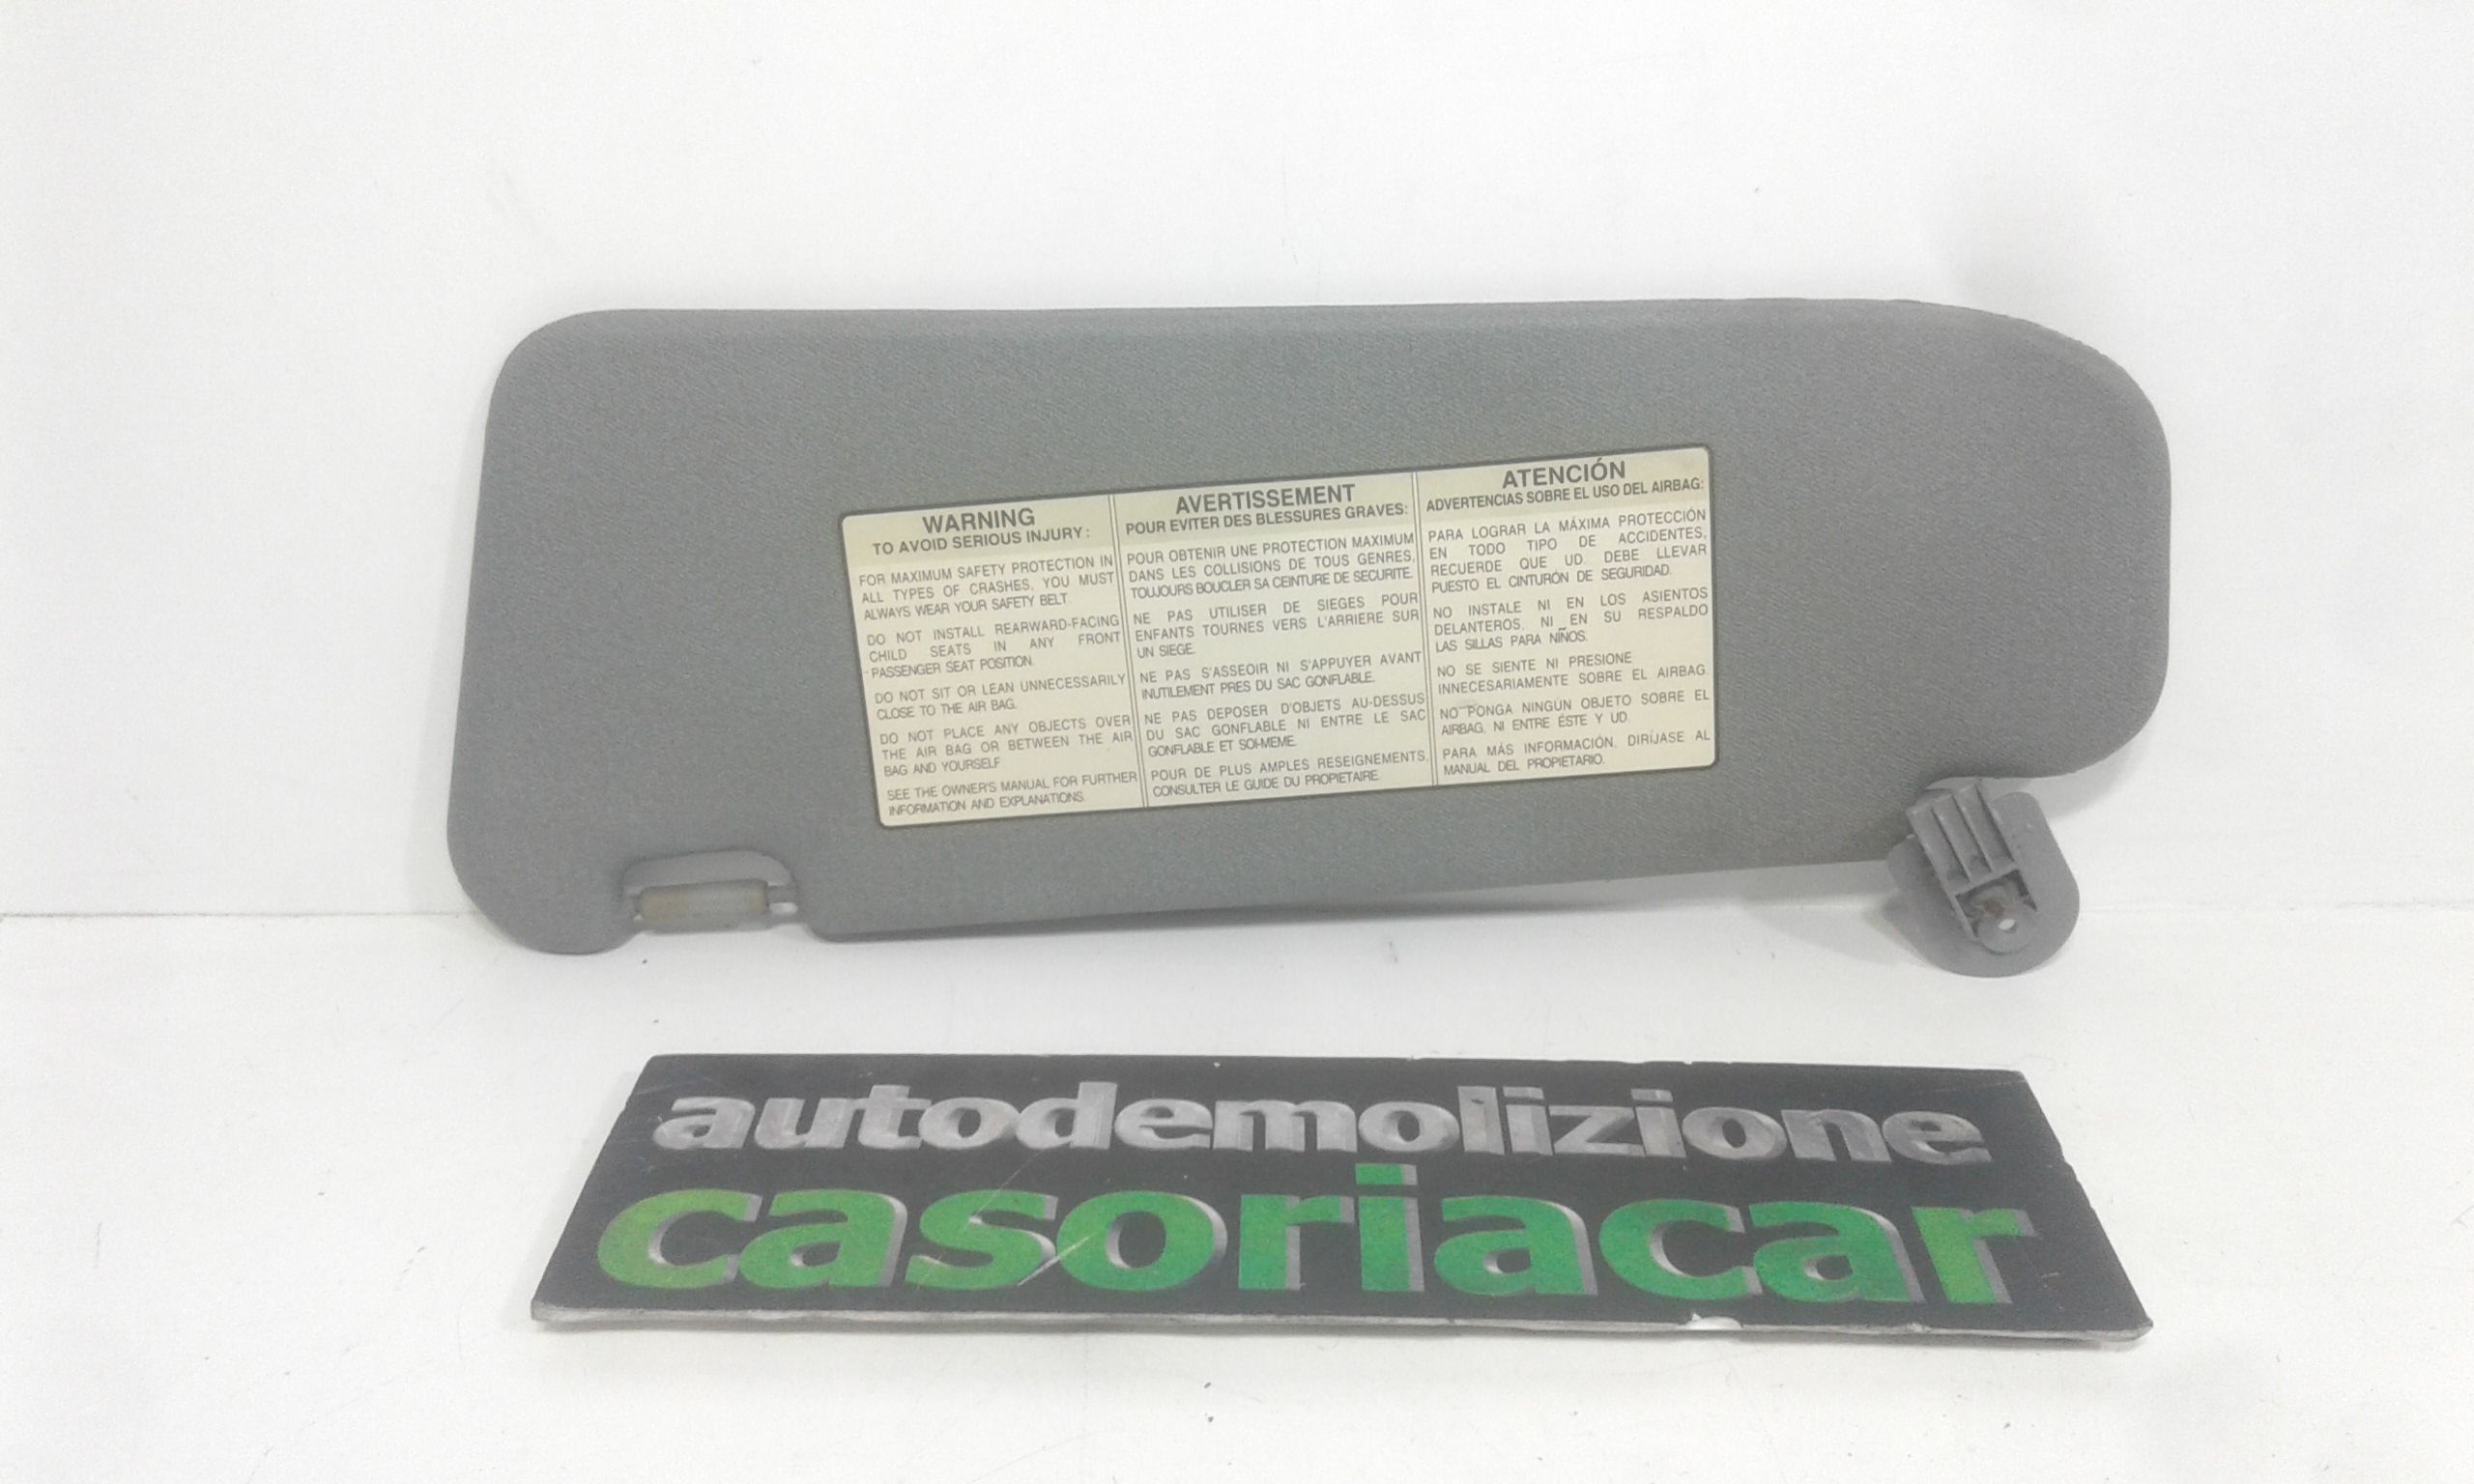 WARNING
TO AVOID SERIOUS INJURY:
FOR MAXIMUM SAFETY PROTECTION IN
ALL TYPES OF CRASHES, YOU MUST
ALWAYS WEAR YOUR SAFETY BELT.
DO NOT INSTALL REARWARD-FACING
CHILD SEATS IN ANY FRONT
PASSENGER SEAT POSITION.
DO NOT SIT OR LEAN UNNECESSARILY
CLOSE TO THE AIR BAG.
DO NOT PLACE ANY OBJECTS OVER
THE AIR BAG OR BETWEEN THE AIR
BAG AND YOURSELF
SEE THE OWNER'S MANUAL FOR FURTHER
INFORMATION AND EXPLANATIONS.
AVERTISSEMENT
POUR EVITER DES BLESSURES GRAVES:
POUR OBTENIR UNE PROTECTION MAXIMUM
DANS LES COLLISIONS DE TOUS GENRES,
TOUJOURS BOUCLER SA CEINTURE DE SECURITE.
NE PAS UTILISER DE SIEGES POUR
ENFANTS TOURNES VERS L'ARRIERE SUR
UN SIEGE.
NE PAS S'ASSEOIR NI S'APPUYER AVANT
INUTILEMENT PRES DU SAC GONFLABLE.
NE PAS DEPOSER D'OBJETS AU-DESSUS
DU SAC GONFLABLE NI ENTRE LE SAC
GONFLABLE ET SOI-MEME.
POUR DE PLUS AMPLES RESEIGNEMENTS,
CONSULTER LE GUIDE DU PROPIETAIRE.
ATENCIÓN
ADVERTENCIAS SOBRE EL USO DEL AIRBAG:
PARA LOGRAR LA MÁXIMA PROTECCIÓN
EN TODO TIPO DE ACCIDENTES,
RECUERDE QUE UD. DEBE LLEVAR
PUESTO EL CINTURÓN DE SEGURIDAD.
NO INSTALE NI EN LOS ASIENTOS
DELANTEROS, NI EN SU RESPALDO
LAS SILLAS PARA NIÑOS.
NO SE SIENTE NI PRESIONE
INNECESARIAMENTE SOBRE EL AIRBAG.
NO PONGA NINGÚN OBJETO SOBRE EL
AIRBAG, NI ENTRE ÉSTE Y UD.
PARA MÁS INFORMACIÓN, DIRÍJASE AL
MANUAL DEL PROPIETARIO.
autodemolizione
casoriacar